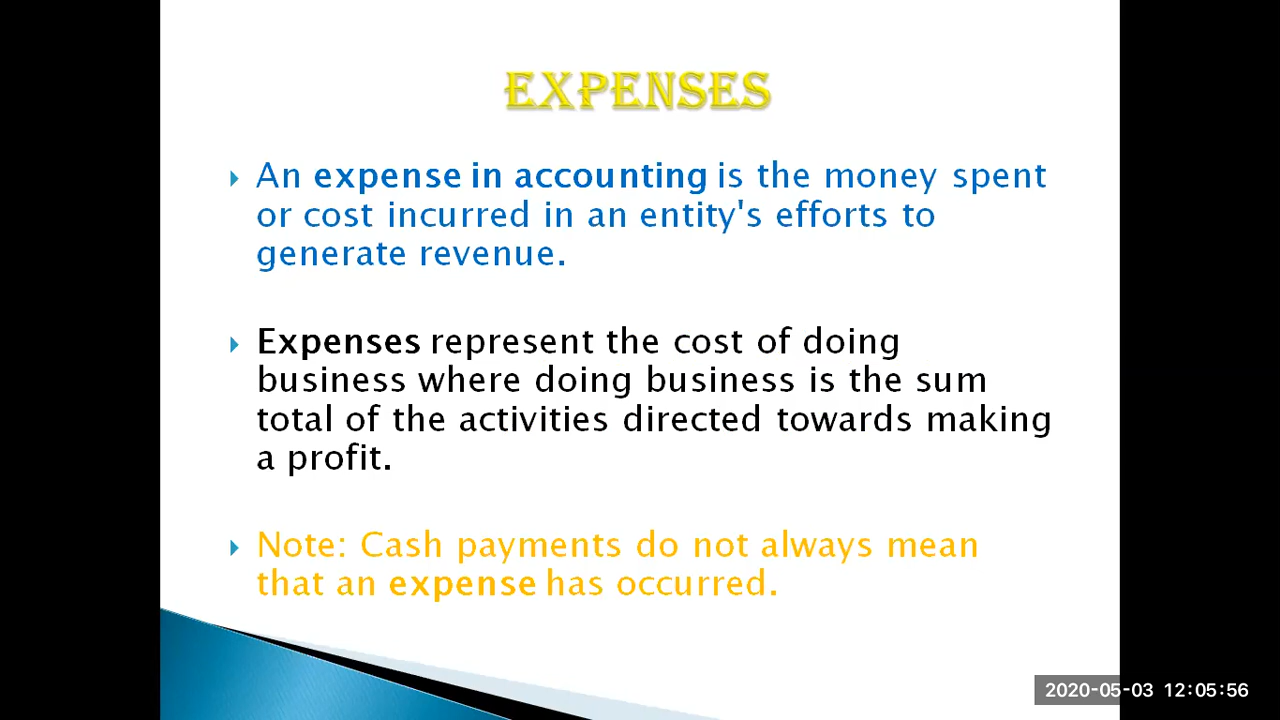 EXPENSES
An expense in accounting is the money spent
or cost incurred in an entity's efforts to
generate revenue.
Expenses represent the cost of doing
business where doing business is the sum
total of the activities directed towards making
a profit.
Note: Cash payments do not always mean
that an expense has occurred.
2020-05-03 12:05:56